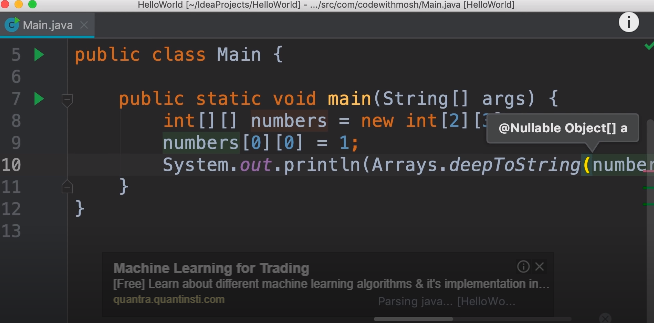 HelloWorld [~/IdeaProjects/HelloWorld] - .../src/com/codewithmosh/Main.java [HelloWorld]
Main.java
5 public class Main {
6
7 public static void main(String[] args) {
8 int[][] numbers = new int[2][3
@Nullable Object[] a
9 numbers[0][0] = 1;
10 System.out.println(Arrays.deepToString(number
11 }
12 }
13
Machine Learning for Trading
[Free] Learn about different machine learning algorithms & it's implementation in...
quantra.quantinsti.com
Parsing java... [HelloWo...